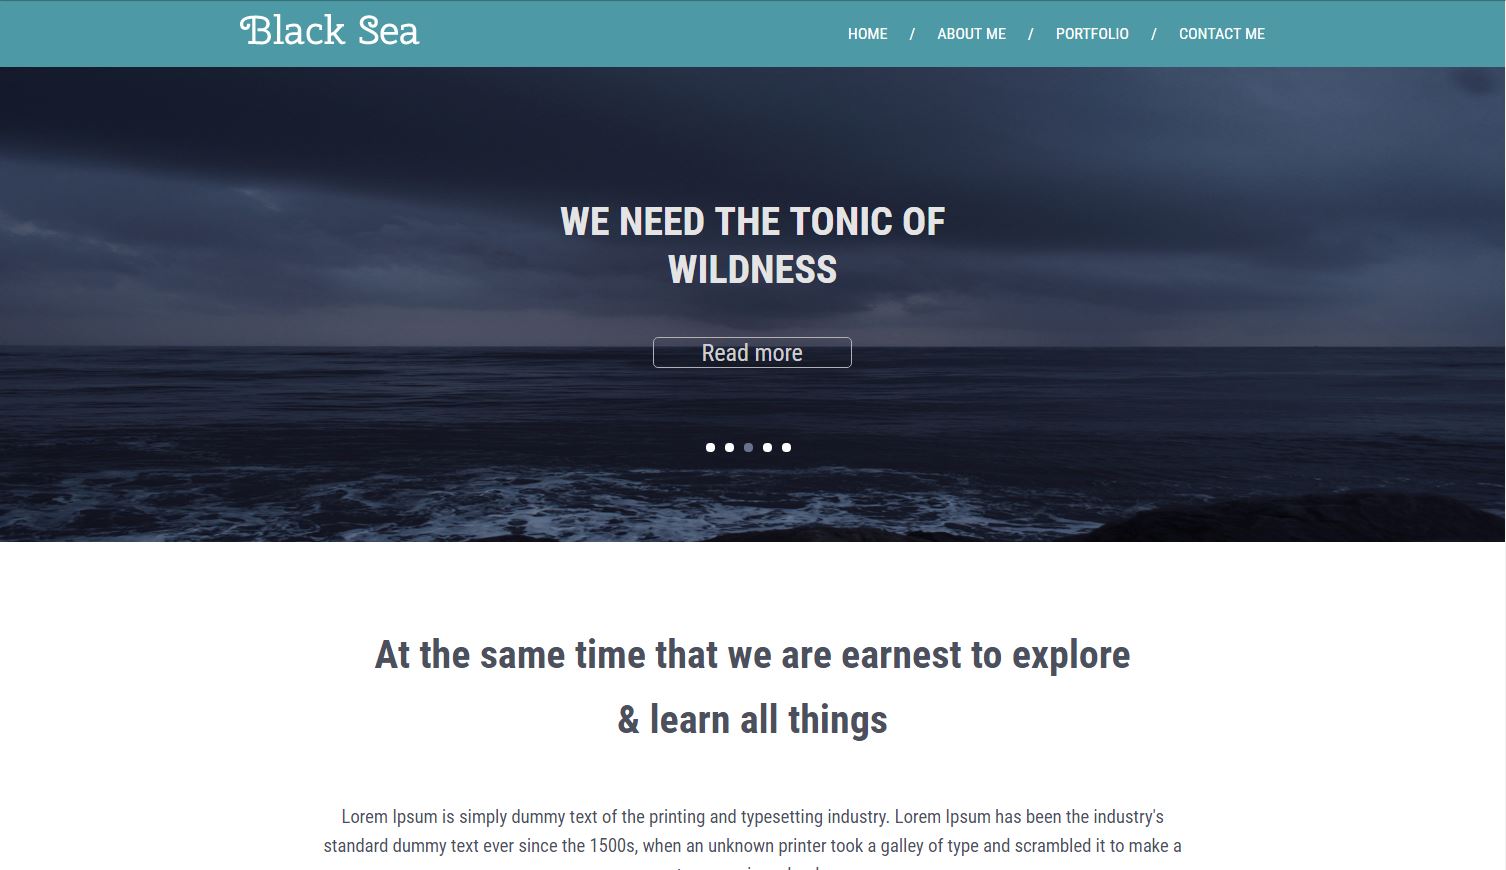 Black Sea
HOME / ABOUT ME / PORTFOLIO / CONTACT ME
WE NEED THE TONIC OF
WILDNESS
Read more
At the same time that we are earnest to explore
& learn all things
Lorem Ipsum is simply dummy text of the printing and typesetting industry. Lorem Ipsum has been the industry's
standard dummy text ever since the 1500s, when an unknown printer took a galley of type and scrambled it to make a